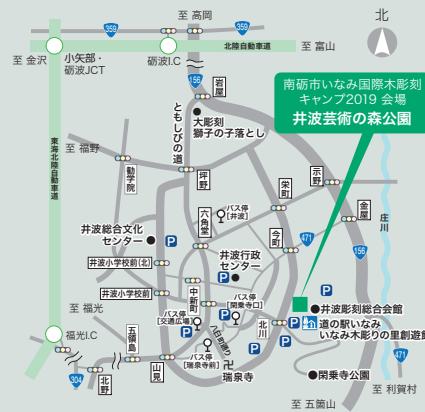 至 高岡
北
359
359
至 金沢
小矢部・
砺波JCT
砺波I.C
北陸自動車道
至 富山
156
岩屋
南砺市いなみ国際木彫刻
キャンプ2019 会場
井波芸術の森公園
大彫刻
獅子の子落とし
ともしびの道
至 福野
東海北陸自動車道
勧学院
坪野
栄町
示野
金屋
庄川
六角堂
バス停
[井波]
井波総合文化
センター
P
今町
471
156
井波小学校前(北)
井波行政
センター
P
P
井波小学校前
中新町
バス停
[閑乗寺口]
P
至 福光
バス停
[交通広場]
P
八日町通り
北川
P
井波彫刻総合会館
道の駅いなみ
いなみ木彫りの里創遊館
福光I.C
五領島
P
P
バス停
[瑞泉寺前]
卍
瑞泉寺
山見
304
北野
閑乗寺公園
471
至 利賀村
至 五箇山